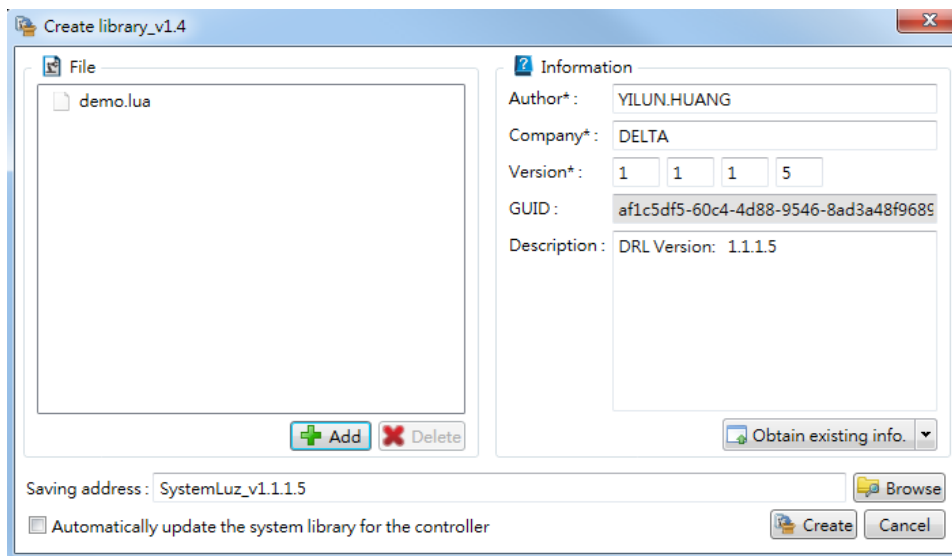 Create library_v1.4
x
File
demo.lua
Add
Delete
Information
Author* : YILUN.HUANG
Company* : DELTA
Version* : 1 1 1 5
GUID : af1c5df5-60c4-4d88-9546-8ad3a48f9689
Description : DRL Version: 1.1.1.5
Obtain existing info.
Saving address : SystemLuz_v1.1.1.5
Browse
Automatically update the system library for the controller
Create
Cancel